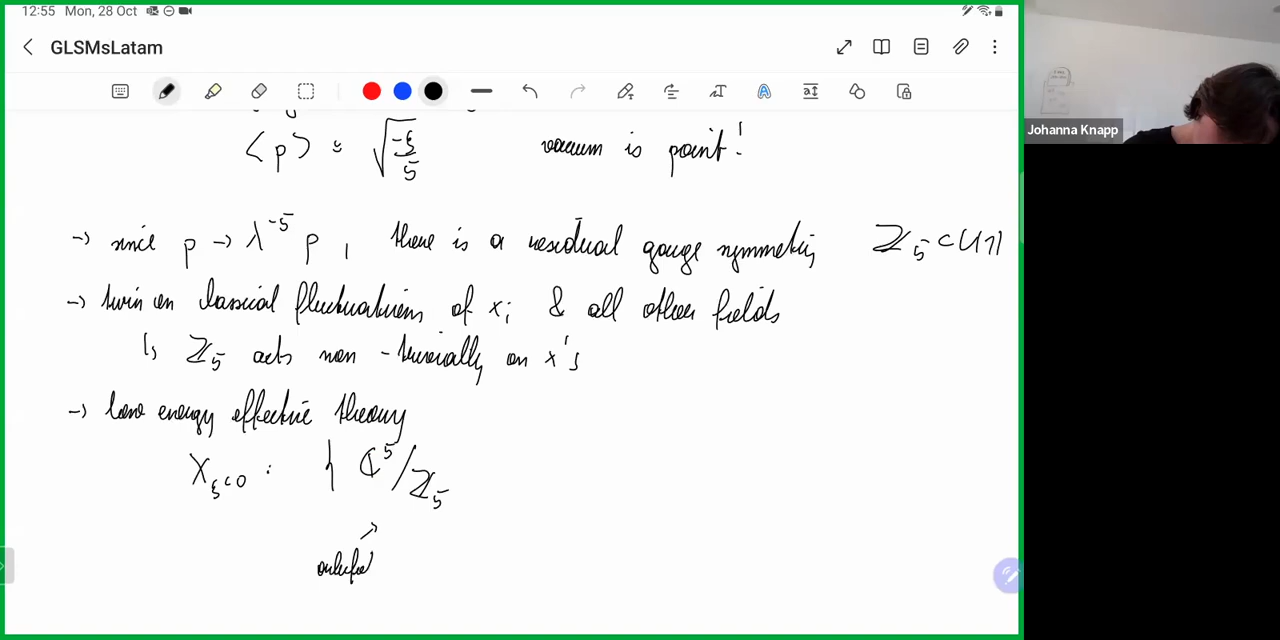 12:55 Mon, 28 Oct
GLSMsLatam
Johanna Knapp
⟨p⟩ = √(-ξ/5) vacuum is point!
→ since p → λ⁻⁵ p, there is a residual gauge symmetry ℤ₅ ⊂ U(1)
→ turn on classical fluctuations of xᵢ & all other fields
↳ ℤ₅ acts non-trivially on x's
→ low energy effective theory
X_ξ<0 : { ℂ⁵/ℤ₅